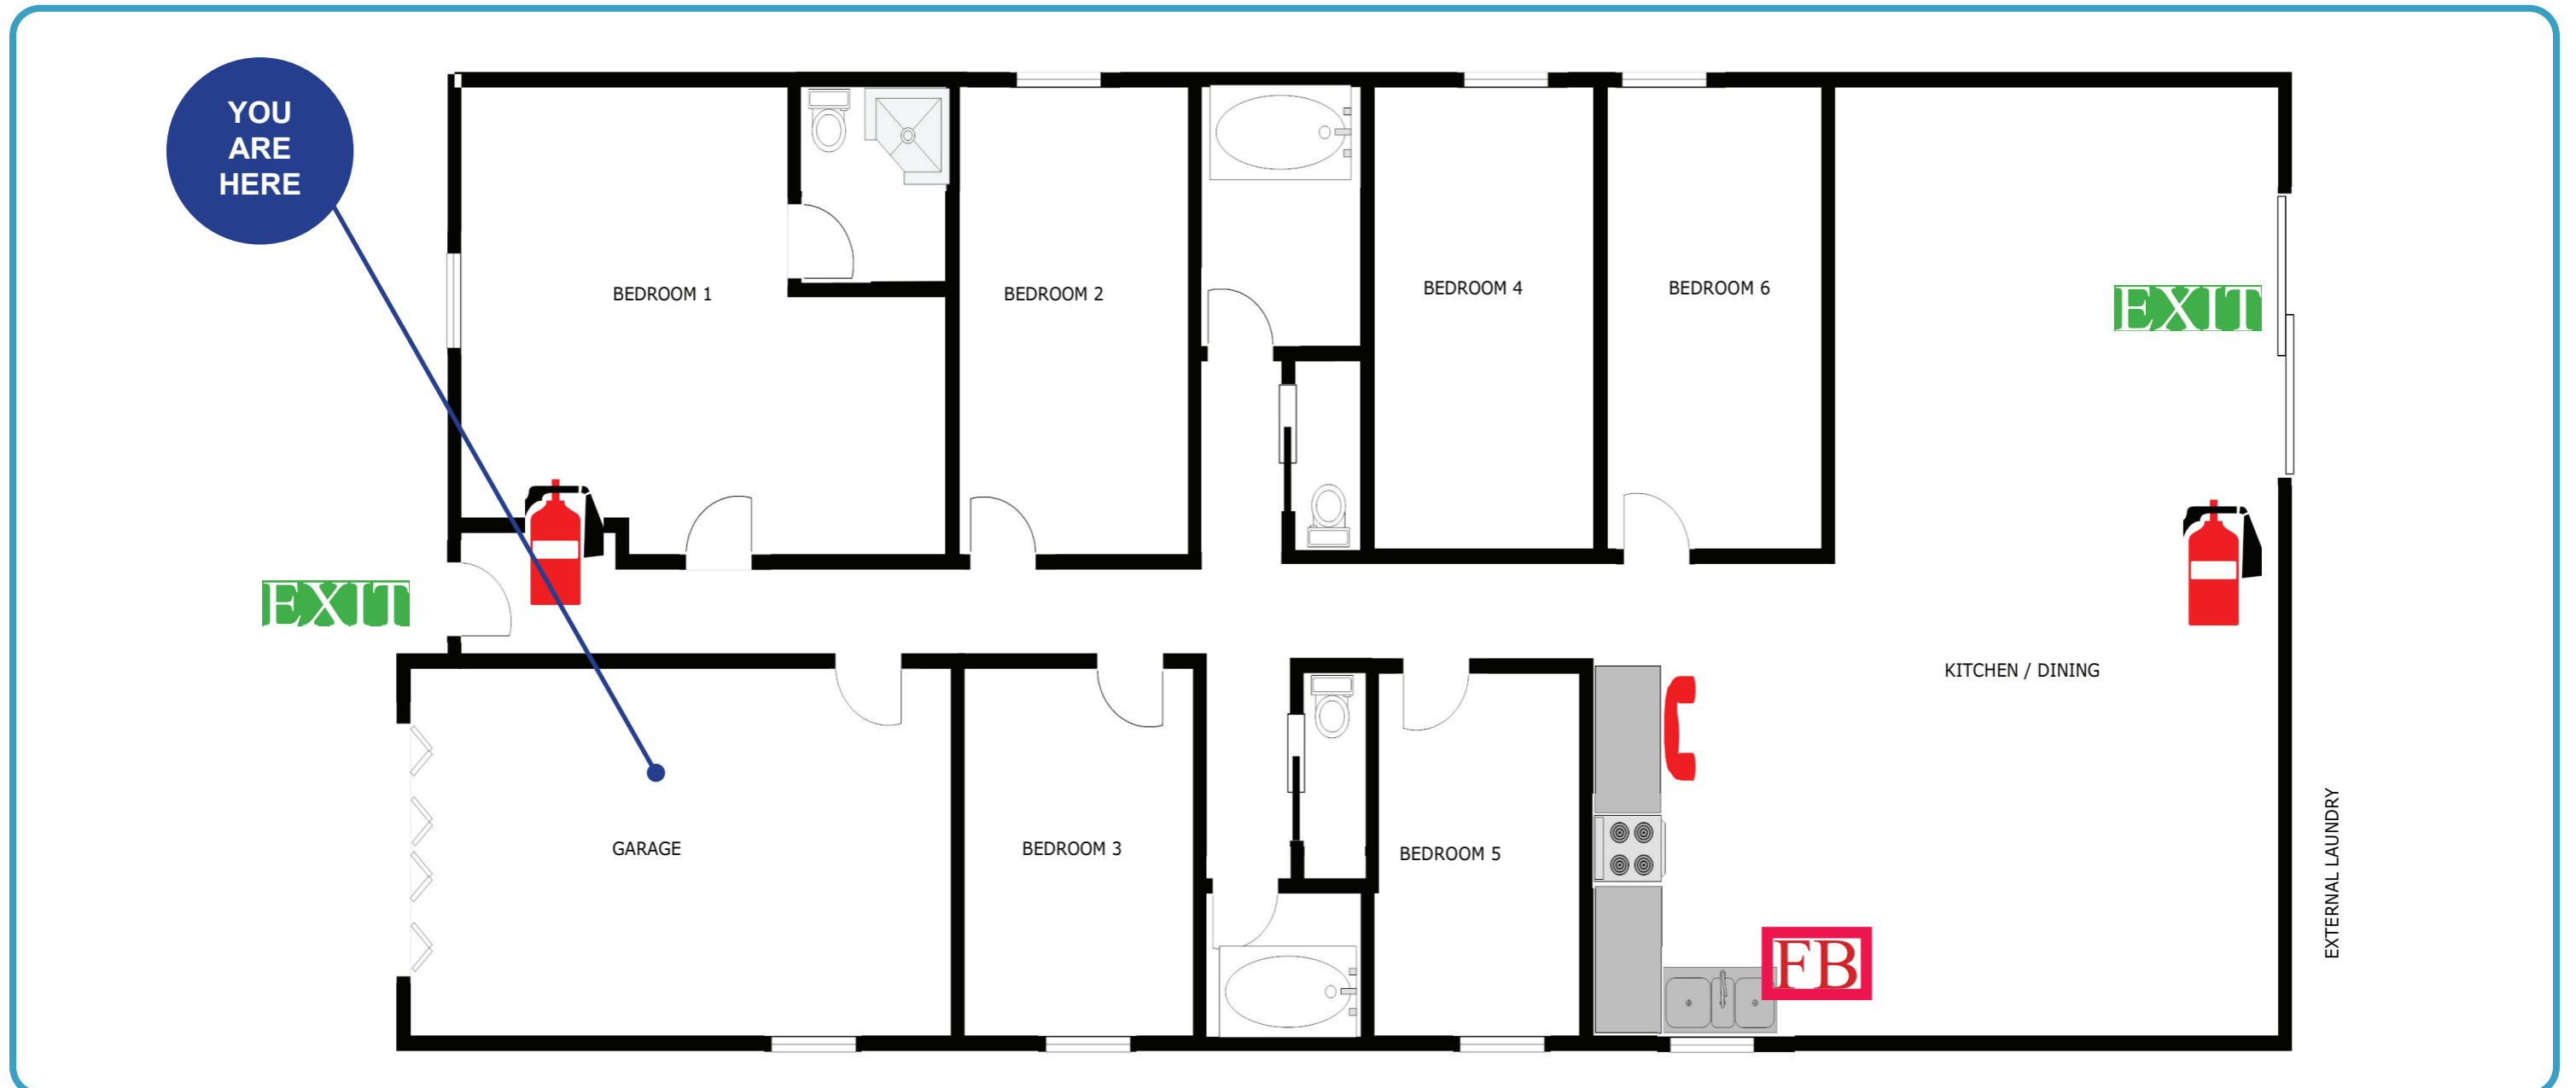 YOU
ARE
HERE
BEDROOM 1
BEDROOM 2
BEDROOM 4
BEDROOM 6
EXIT
EXIT
KITCHEN / DINING
GARAGE
BEDROOM 3
BEDROOM 5
EXTERNAL LAUNDRY
FB